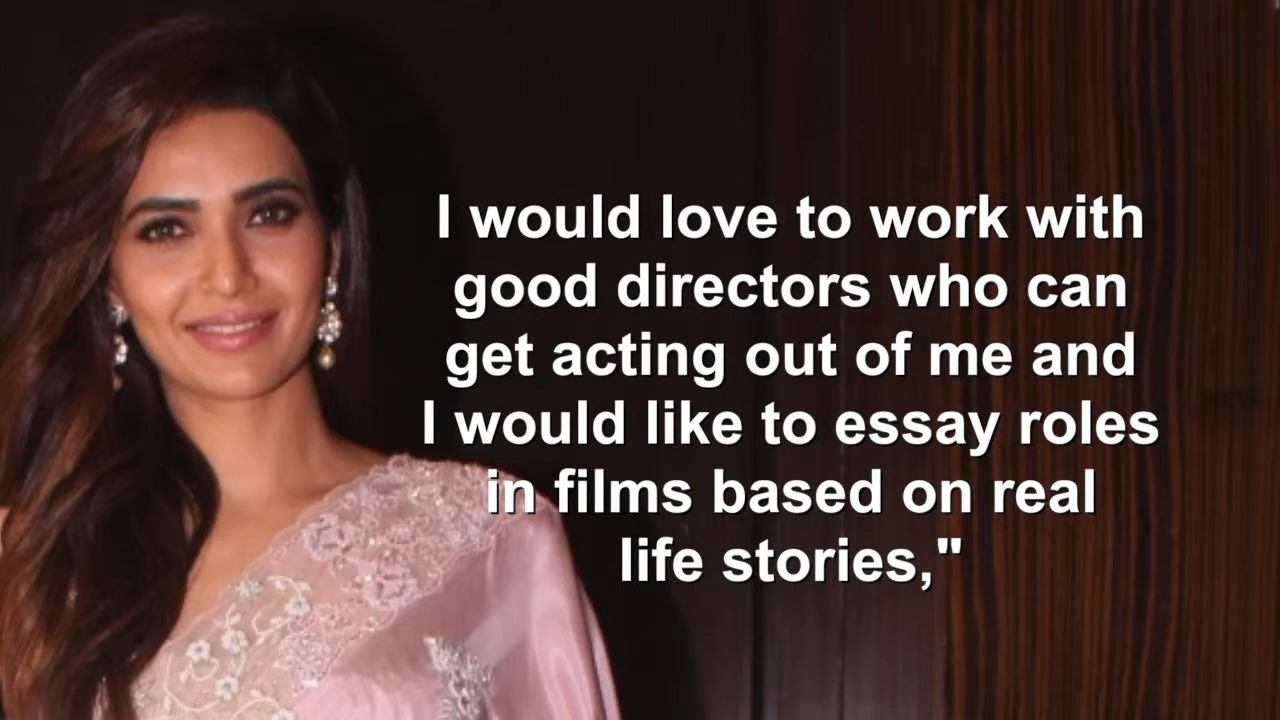 I would love to work with
good directors who can
get acting out of me and
I would like to essay roles
in films based on real
life stories,"